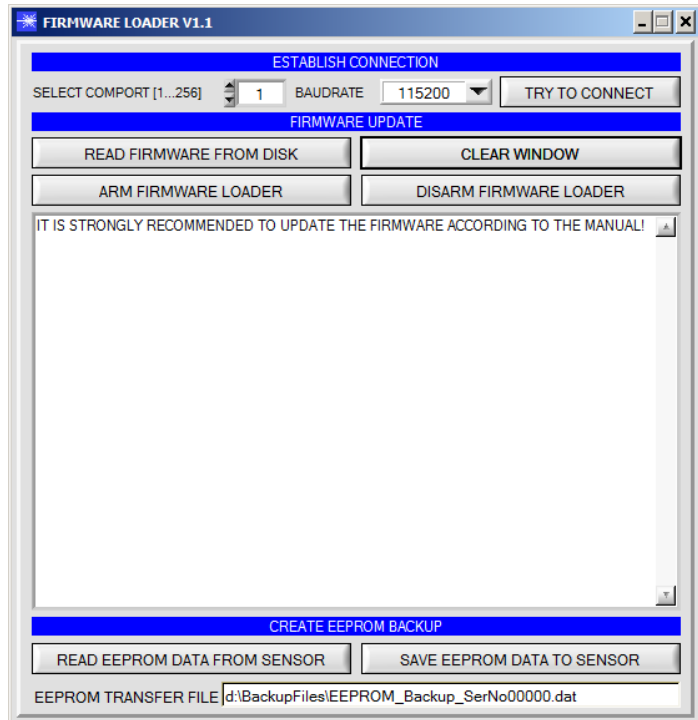 FIRMWARE LOADER V1.1
ESTABLISH CONNECTION
SELECT COMPORT [1...256] 1 BAUDRATE 115200 TRY TO CONNECT
FIRMWARE UPDATE
READ FIRMWARE FROM DISK CLEAR WINDOW
ARM FIRMWARE LOADER DISARM FIRMWARE LOADER
IT IS STRONGLY RECOMMENDED TO UPDATE THE FIRMWARE ACCORDING TO THE MANUAL!
CREATE EEPROM BACKUP
READ EEPROM DATA FROM SENSOR SAVE EEPROM DATA TO SENSOR
EEPROM TRANSFER FILE d:\BackupFiles\EEPROM_Backup_SerNo00000.dat